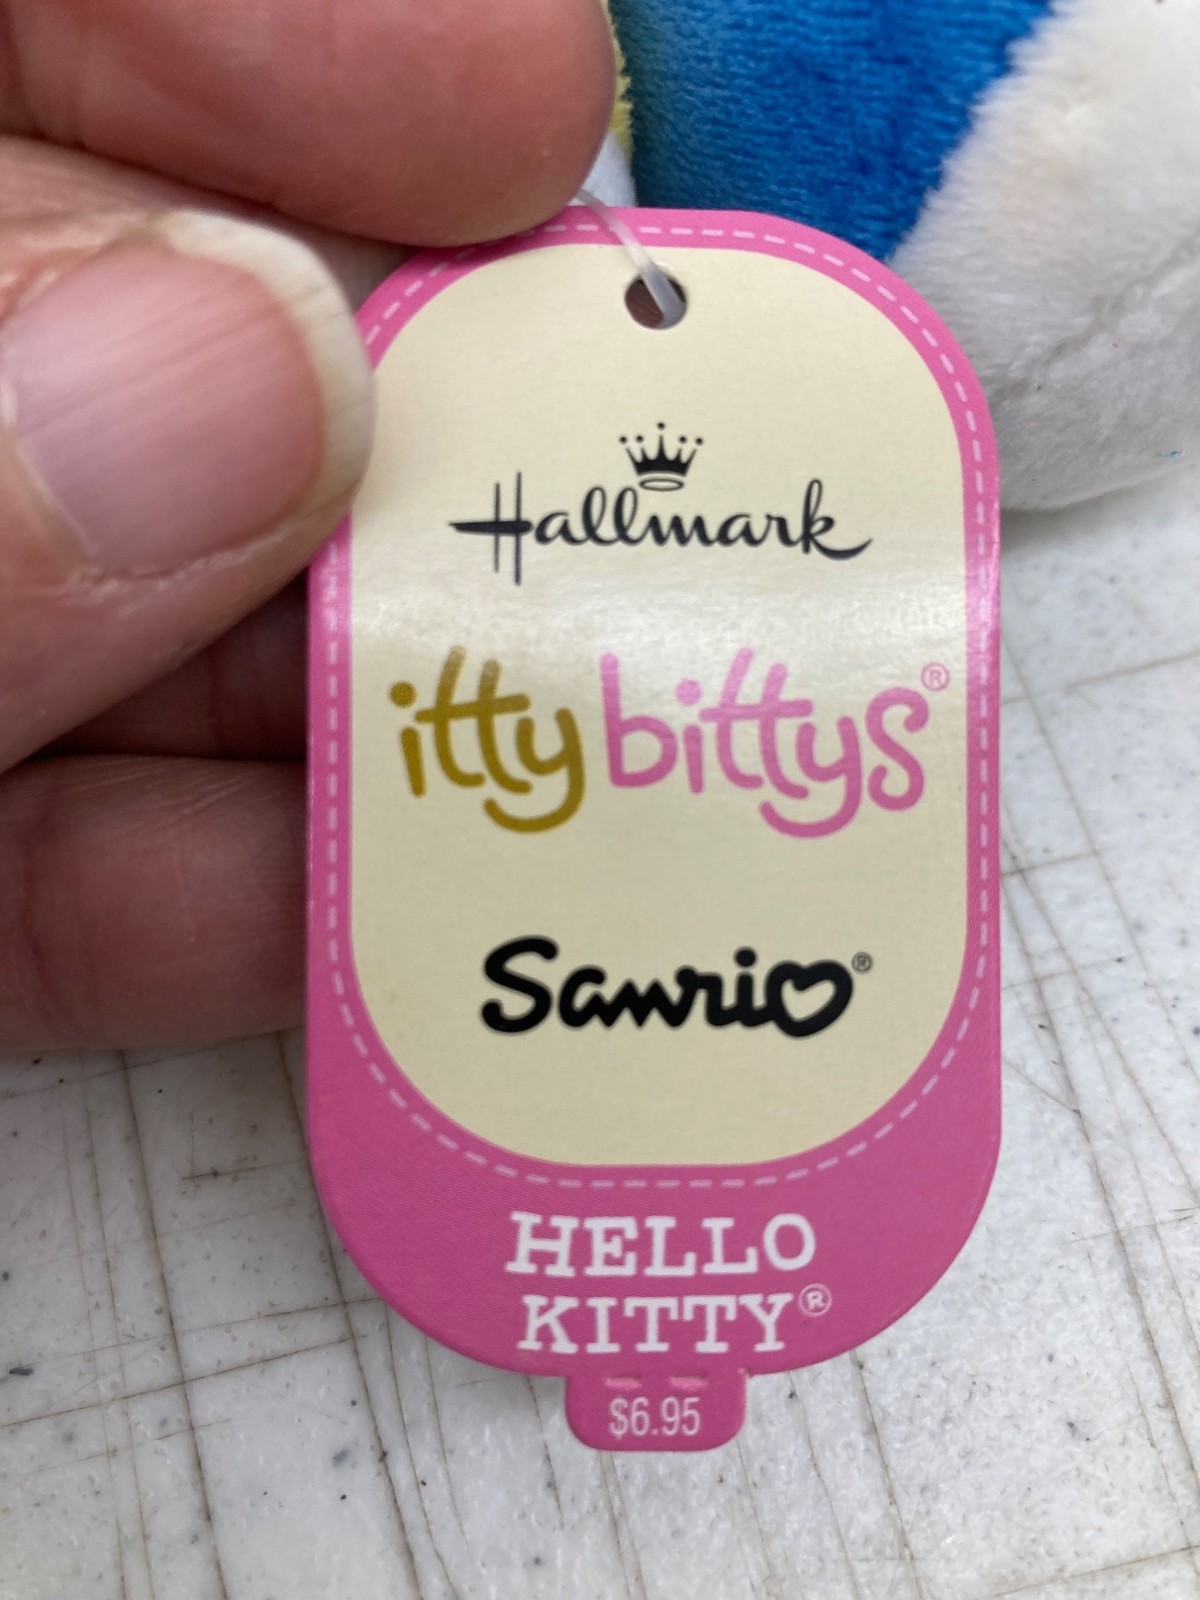 Hallmark
itty bittys®
Sanrio®
HELLO
KITTY®
$6.95